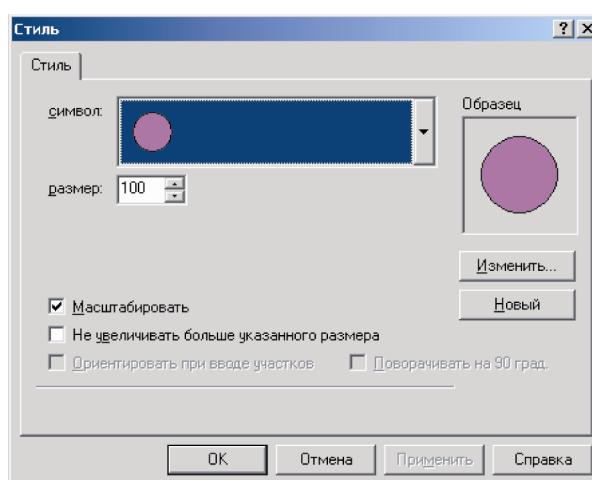 Стиль
Стиль
символ:
Образец
размер: 100
Изменить...
Новый
Масштабировать
Не увеличивать больше указанного размера
Ориентировать при вводе участков Поворачивать на 90 град.
OK Отмена Применить Справка